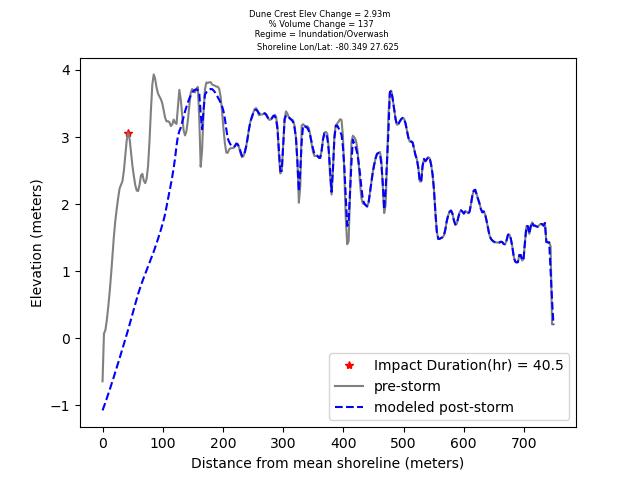 Dune Crest Elev Change = 2.93m
% Volume Change = 137
Regime = Inundation/Overwash
Shoreline Lon/Lat: -80.349 27.625
4
3
2
1
0
−1
Elevation (meters)
Impact Duration(hr) = 40.5
pre-storm
modeled post-storm
0 100 200 300 400 500 600 700
Distance from mean shoreline (meters)